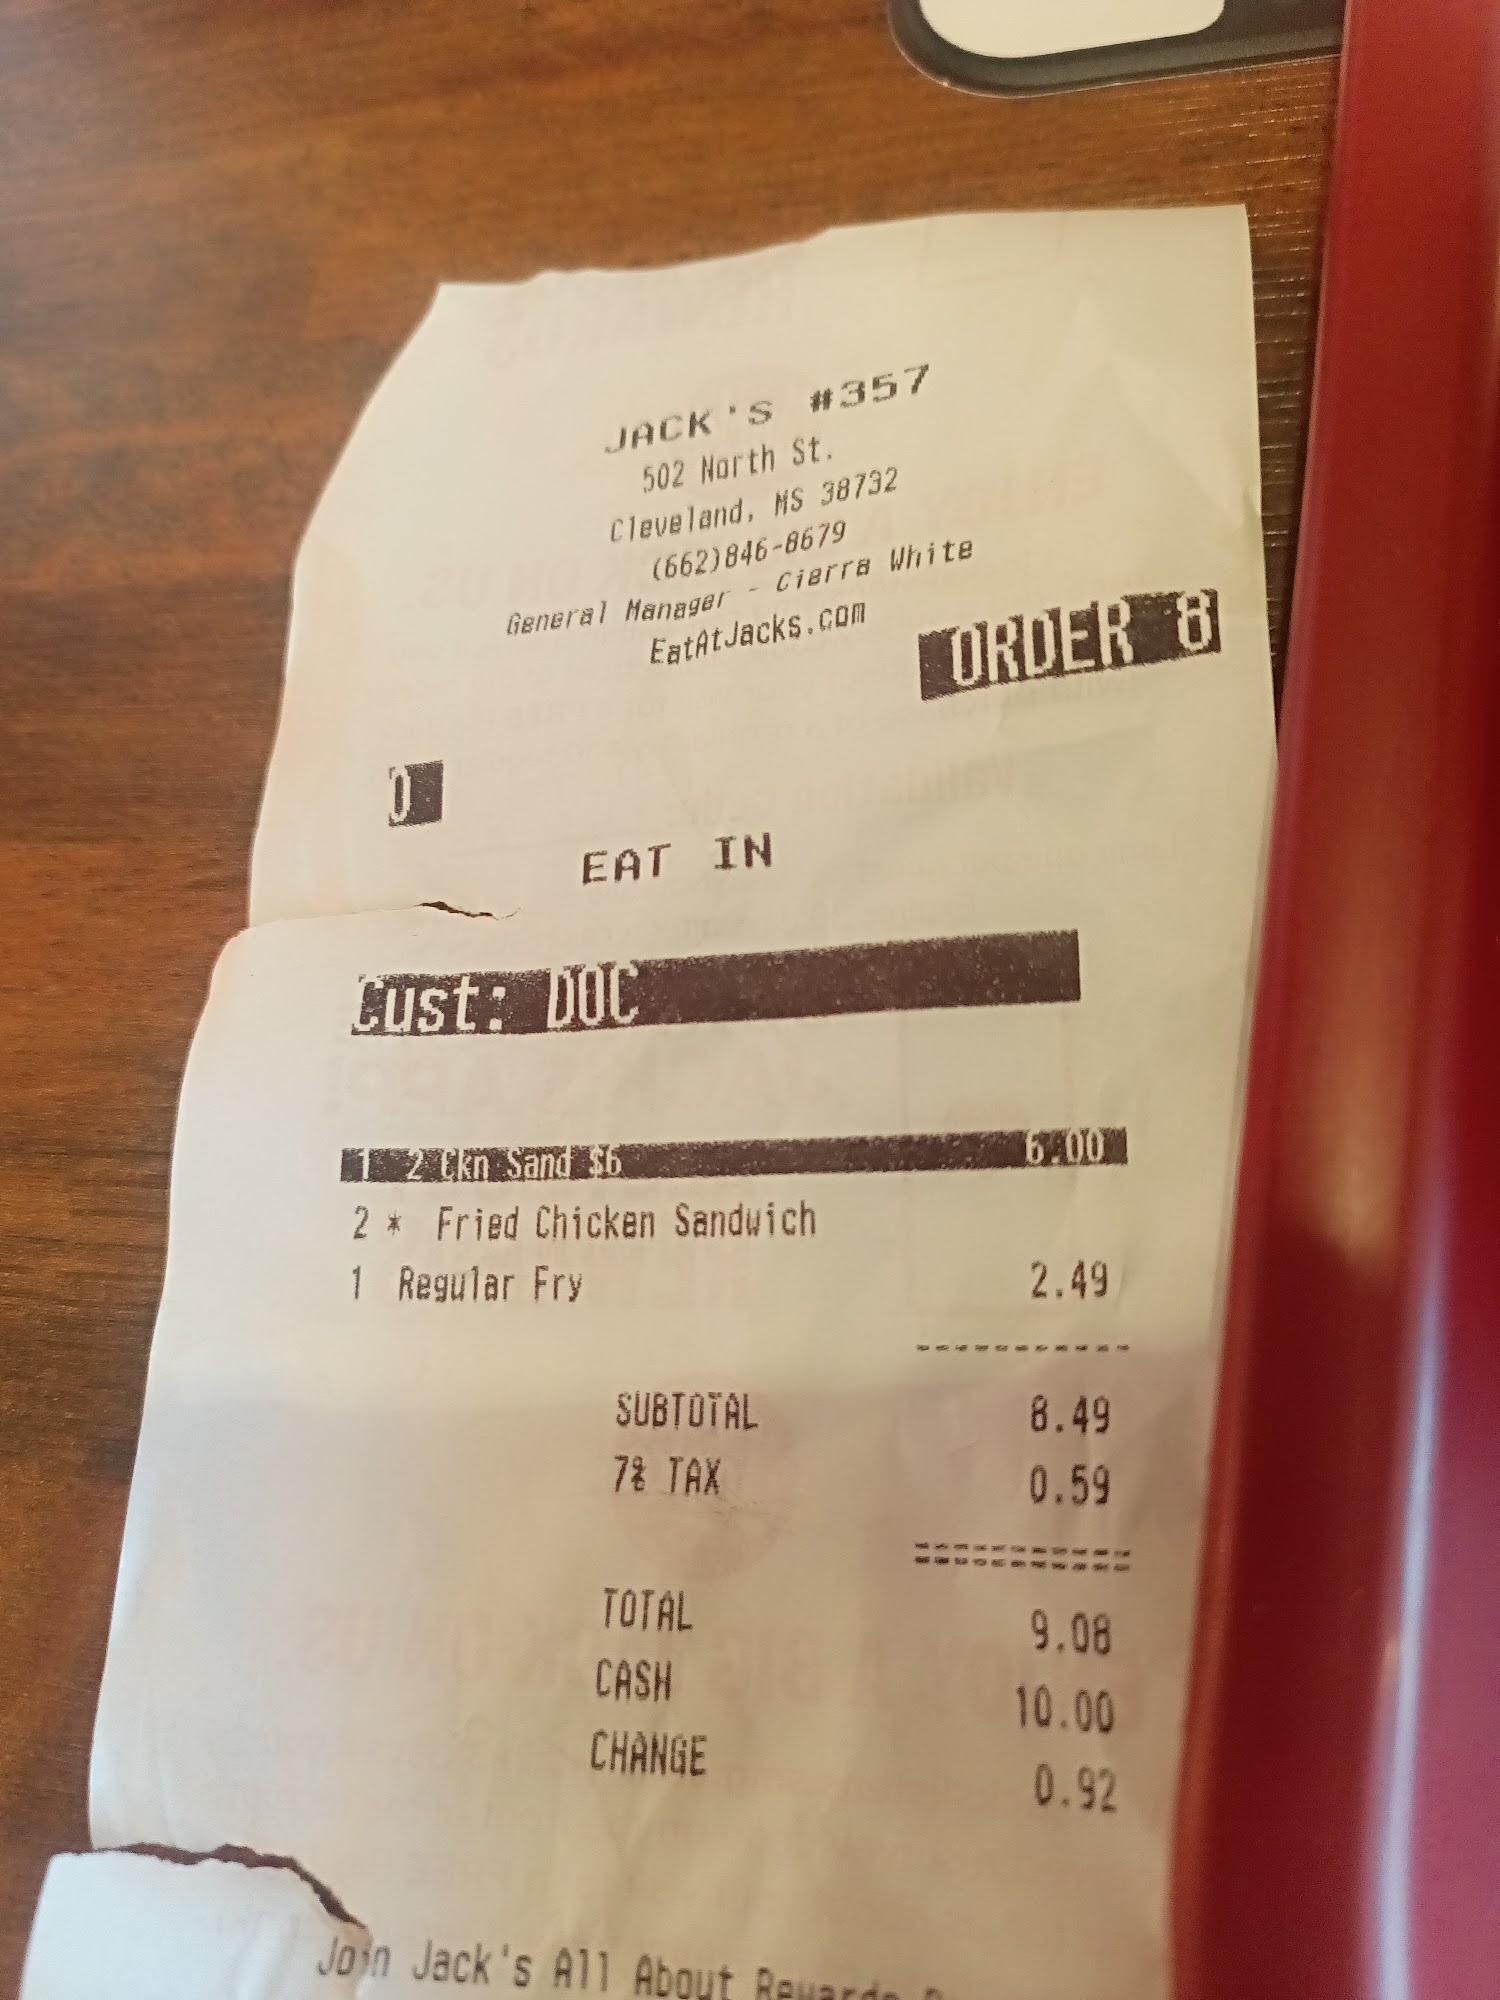 JACK'S #357
502 North St.
Cleveland, MS 38732
(662)846-8679
General Manager - Cierra White
EatAtJacks.com
ORDER 8
EAT IN
Cust: DOC
1 2 Ckn Sand $6 6.00
2 * Fried Chicken Sandwich
1 Regular Fry 2.49
-----------
SUBTOTAL 8.49
7% TAX 0.59
===========
TOTAL 9.08
CASH 10.00
CHANGE 0.92
Join Jack's All About Rewards